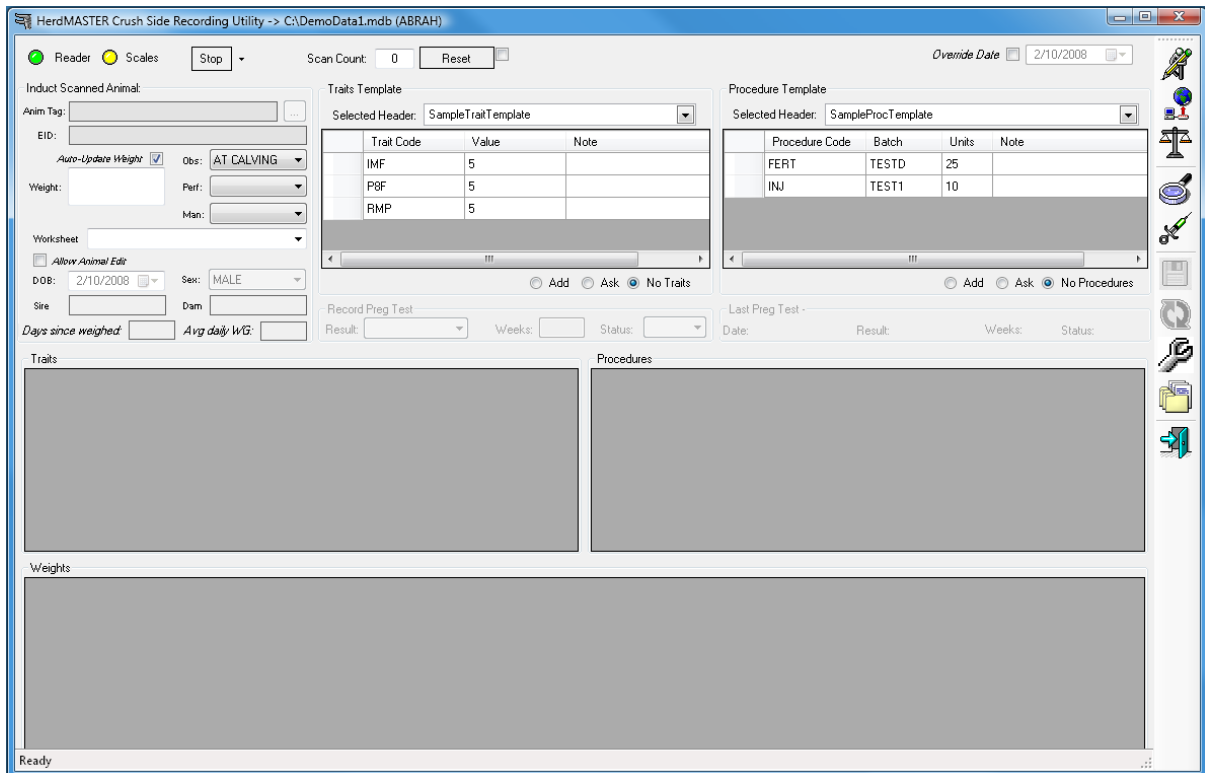 HerdMASTER Crush Side Recording Utility -> C:\DemoData1.mdb (ABRAH)
Reader Scales Stop Scan Count: 0 Reset Override Date 2/10/2008
Induct Scanned Animal:
Anim Tag: ...
EID:
Auto-Update Weight Obs: AT CALVING
Weight: Perf:
Man:
Worksheet
Allow Animal Edit
DOB: 2/10/2008 Sex: MALE
Sire Dam
Days since weighed: Avg daily WG:
Traits Template
Selected Header: SampleTraitTemplate
Trait Code Value Note
IMF 5
P8F 5
RMP 5
Add Ask No Traits
Procedure Template
Selected Header: SampleProcTemplate
Procedure Code Batch Units Note
FERT TESTD 25
INJ TEST1 10
Add Ask No Procedures
Record Preg Test
Result: Weeks: Status:
Last Preg Test -
Date: Result: Weeks: Status:
Traits
Procedures
Weights
Ready